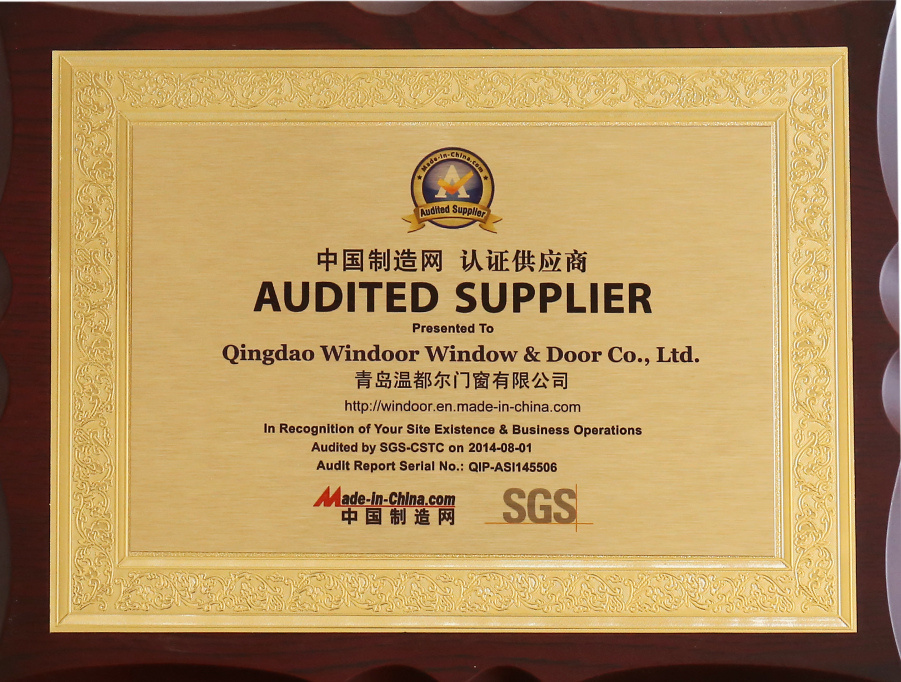 Made-in-China.com
A
Audited Supplier
中国制造网 认证供应商
AUDITED SUPPLIER
Presented To
Qingdao Windoor Window & Door Co., Ltd.
青岛温都尔门窗有限公司
http://windoor.en.made-in-china.com
In Recognition of Your Site Existence & Business Operations
Audited by SGS-CSTC on 2014-08-01
Audit Report Serial No.: QIP-ASI145506
Made-in-China.com
中国制造网
SGS